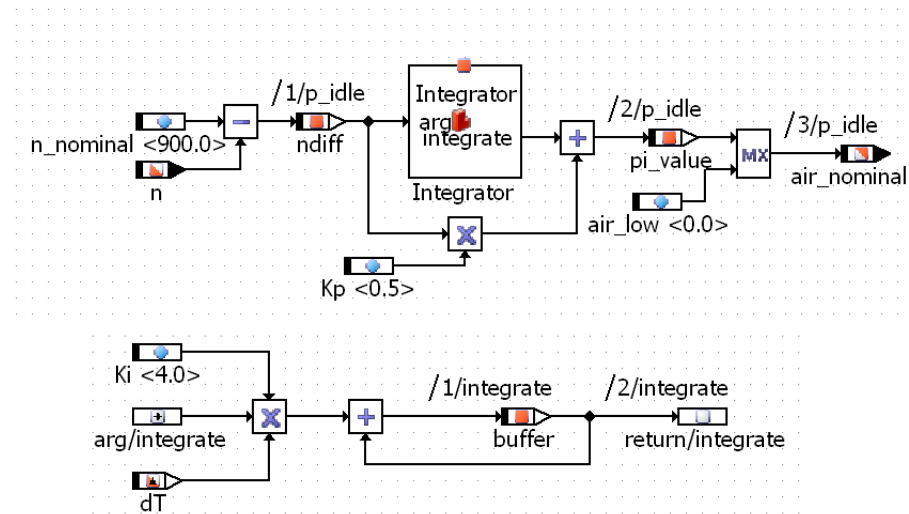 /1/p_idle
Integrator
/2/p_idle
/3/p_idle
arg
integrate
n_nominal <900.0>
ndiff
pi_value
MX
air_nominal
n
Integrator
air_low <0.0>
Kp <0.5>
Ki <4.0>
/1/integrate
/2/integrate
arg/integrate
buffer
return/integrate
dT